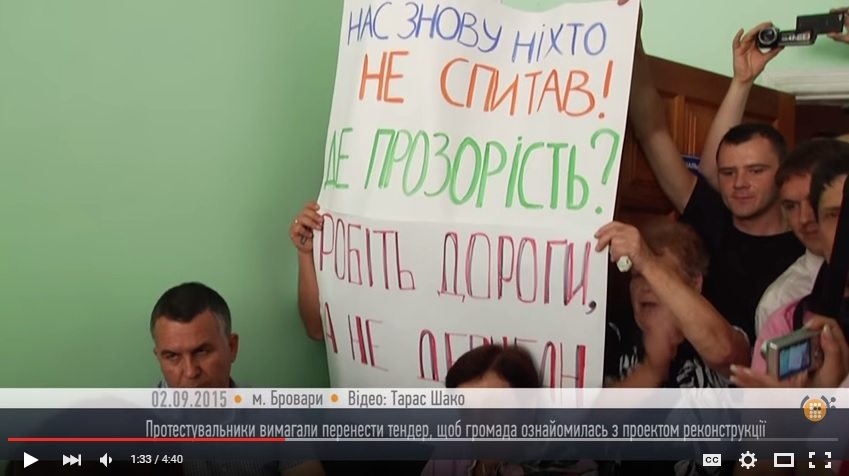 НАС ЗНОВУ НІХТО
НЕ СПИТАВ!
ДЕ ПРОЗОРІСТЬ?
РОБІТЬ ДОРОГИ,
А НЕ ДЕРИБАН
02.09.2015 • м. Бровари • Відео: Тарас Шако
Протестувальники вимагали перенести тендер, щоб громада ознайомилась з проектом реконструкції
1:33 / 4:40
CC